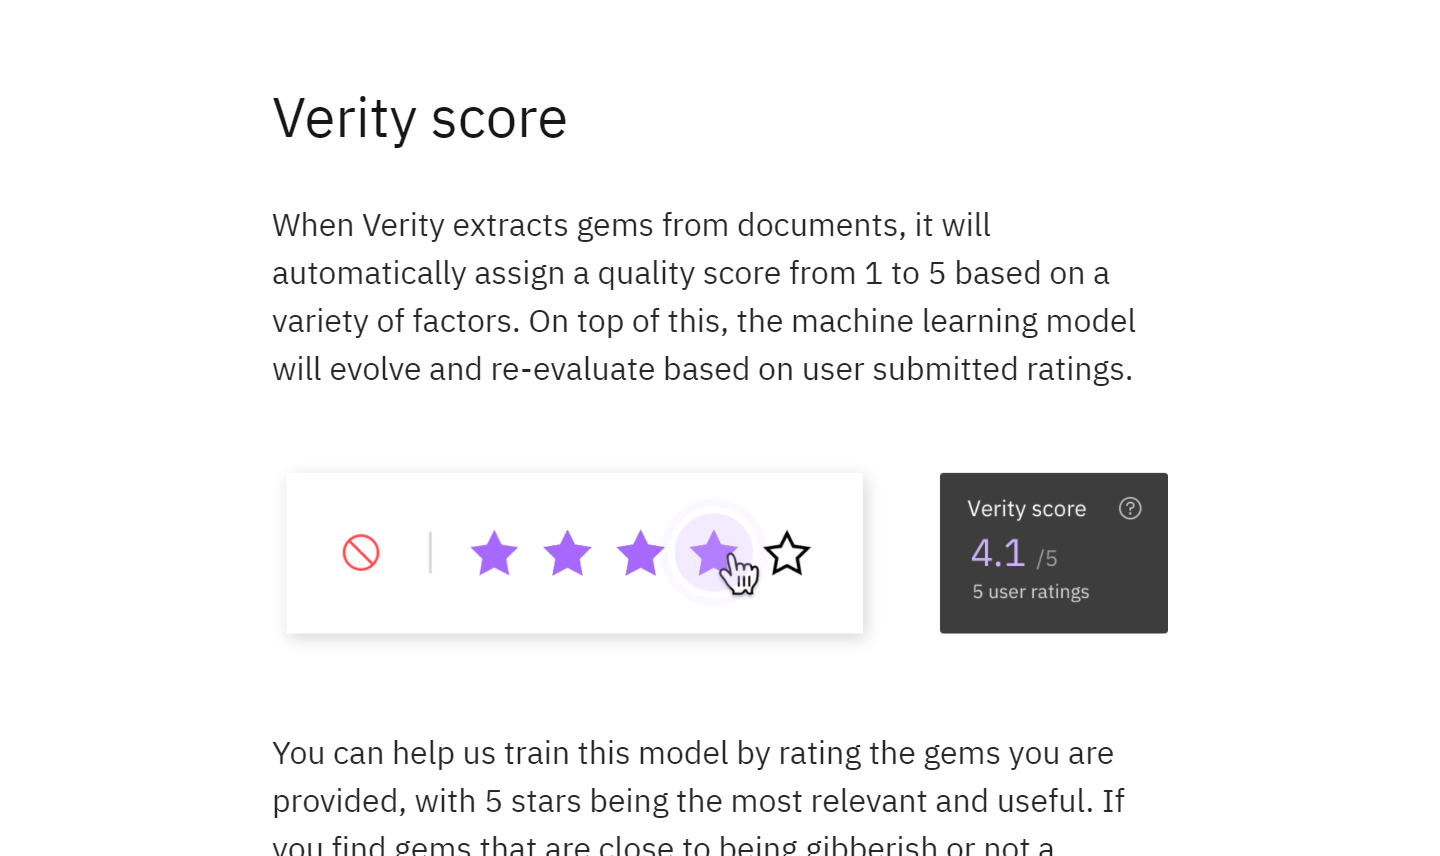 Verity score
When Verity extracts gems from documents, it will
automatically assign a quality score from 1 to 5 based on a
variety of factors. On top of this, the machine learning model
will evolve and re-evaluate based on user submitted ratings.
Verity score ?
4.1 /5
5 user ratings
You can help us train this model by rating the gems you are
provided, with 5 stars being the most relevant and useful. If
you find gems that are close to being gibberish or not a